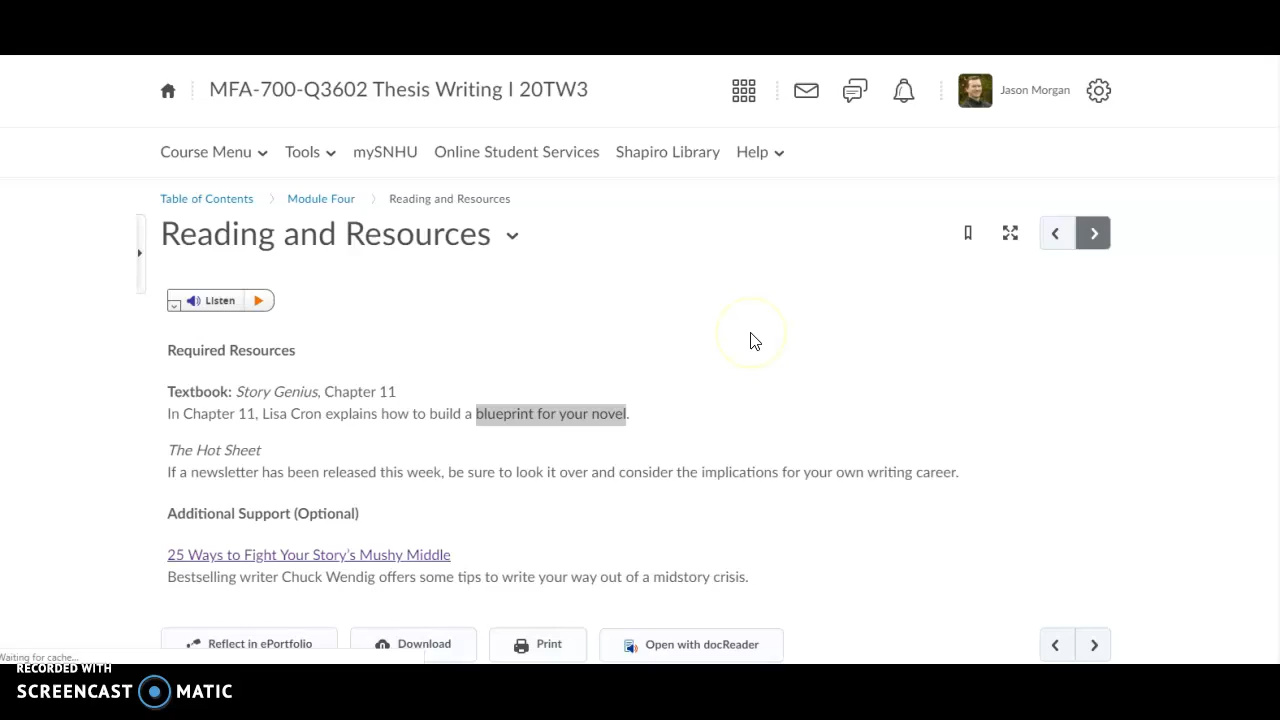 MFA-700-Q3602 Thesis Writing I 20TW3
Jason Morgan
Course Menu Tools mySNHU Online Student Services Shapiro Library Help
Table of Contents Module Four Reading and Resources
Reading and Resources
Listen
Required Resources
Textbook: Story Genius, Chapter 11
In Chapter 11, Lisa Cron explains how to build a blueprint for your novel.
The Hot Sheet
If a newsletter has been released this week, be sure to look it over and consider the implications for your own writing career.
Additional Support (Optional)
25 Ways to Fight Your Story's Mushy Middle
Bestselling writer Chuck Wendig offers some tips to write your way out of a midstory crisis.
Reflect in ePortfolio Download Print Open with docReader
Waiting for cache...
RECORDED WITH
SCREENCAST MATIC